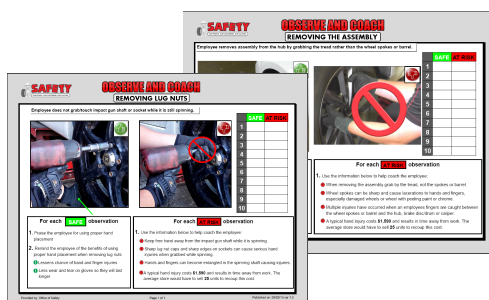 SAFETY
OBSERVE AND COACH
REMOVING THE ASSEMBLY
Employee removes assembly from the hub by grabbing the tread rather than the wheel spokes or barrel.
SAFE AT RISK
1
2
3
4
5
6
7
8
9
10
For each AT RISK observation
1. Use the information below to help coach the employee:
When removing the assembly grab by the tread, not the spokes or barrel
Wheel spokes can be sharp and cause lacerations to hands and fingers,
especially damaged wheels or wheel with peeling paint or chrome.
Multiple injuries have occurred when an employees fingers are caught between
the wheel spokes or barrel and the hub, brake disc/drum or caliper.
A typical hand injury costs $1,590 and results in time away from work. The
average store would have to sell 25 units to recoup this cost.
SAFETY
OBSERVE AND COACH
REMOVING LUG NUTS
Employee does not grab/touch impact gun shaft or socket while it is still spinning.
SAFE AT RISK
1
2
3
4
5
6
7
8
9
10
For each SAFE observation
1. Praise the employee for using proper hand
placement
2. Remind the employee of the benefits of using
proper hand placement when removing lug nuts
Lessens chance of hand and finger injuries
Less wear and tear on gloves so they will last
longer
For each AT RISK observation
1. Use the information below to help coach the employee:
Keep free hand away from the impact gun shaft while it is spinning.
Sharp lug nut caps and sharp edges on sockets can cause serious hand
injuries when grabbed while spinning.
Hands and fingers can become entangled in the spinning shaft causing injuries.
A typical hand injury costs $1,590 and results in time away from work. The
average store would have to sell 25 units to recoup this cost.
Provided by: Office of Safety
Page 1 of 1